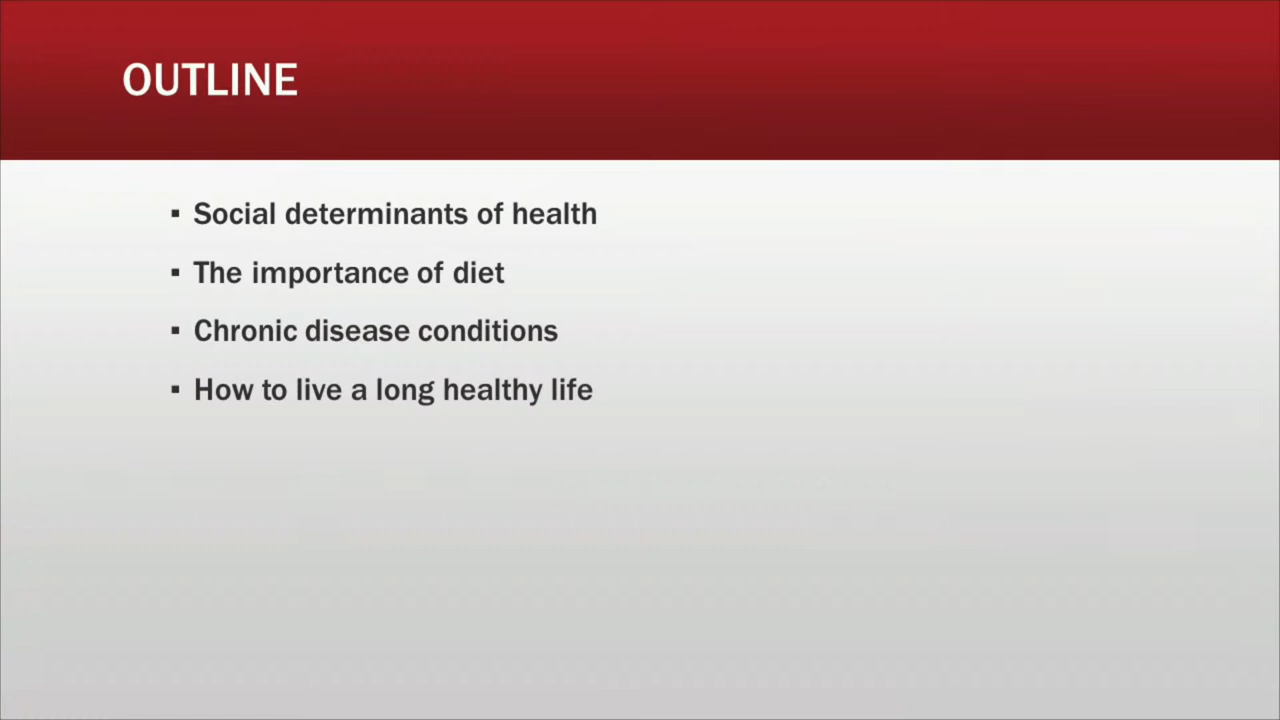 OUTLINE
▪ Social determinants of health
▪ The importance of diet
▪ Chronic disease conditions
▪ How to live a long healthy life